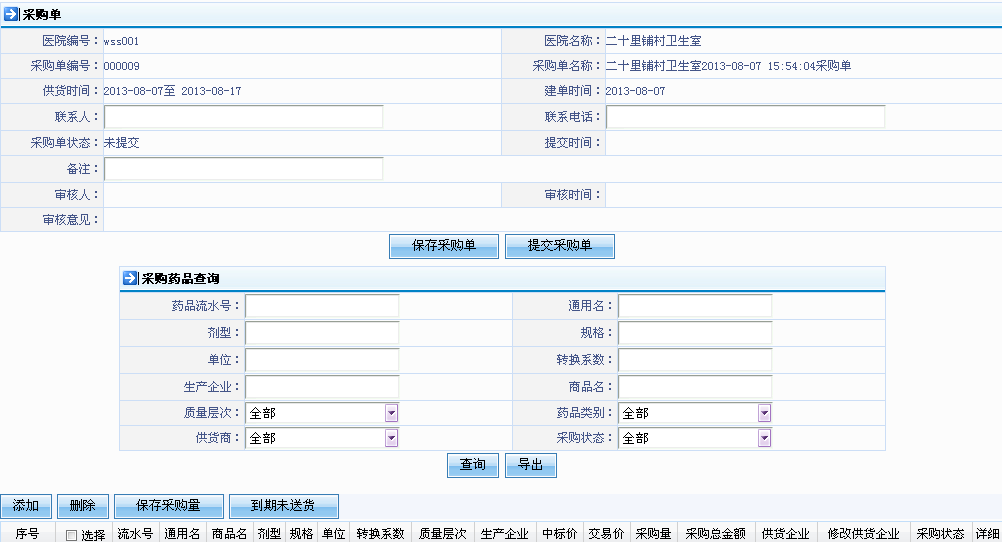 采购单
医院编号：wss001 医院名称：二十里铺村卫生室
采购单编号：000009 采购单名称：二十里铺村卫生室2013-08-07 15:54:04采购单
供货时间：2013-08-07至 2013-08-17 建单时间：2013-08-07
联系人： 联系电话：
采购单状态：未提交 提交时间：
备注：
审核人： 审核时间：
审核意见：
保存采购单 提交采购单
采购药品查询
药品流水号： 通用名：
剂型： 规格：
单位： 转换系数：
生产企业： 商品名：
质量层次：全部 药品类别：全部
供货商：全部 采购状态：全部
查询 导出
添加 删除 保存采购量 到期未送货
序号 选择 流水号 通用名 商品名 剂型 规格 单位 转换系数 质量层次 生产企业 中标价 交易价 采购量 采购总金额 供货企业 修改供货企业 采购状态 详细